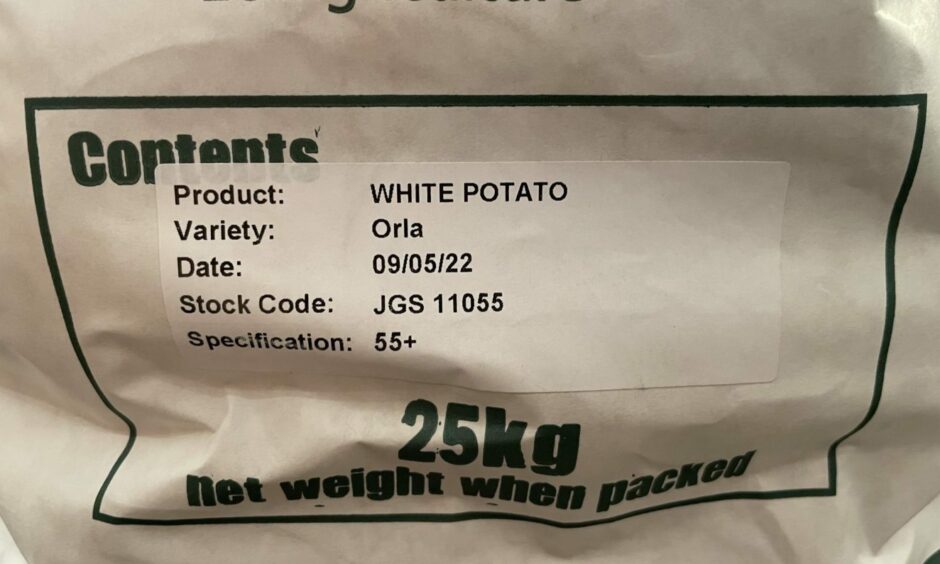 Contents
Product: WHITE POTATO
Variety: Orla
Date: 09/05/22
Stock Code: JGS 11055
Specification: 55+
25kg
net weight when packed